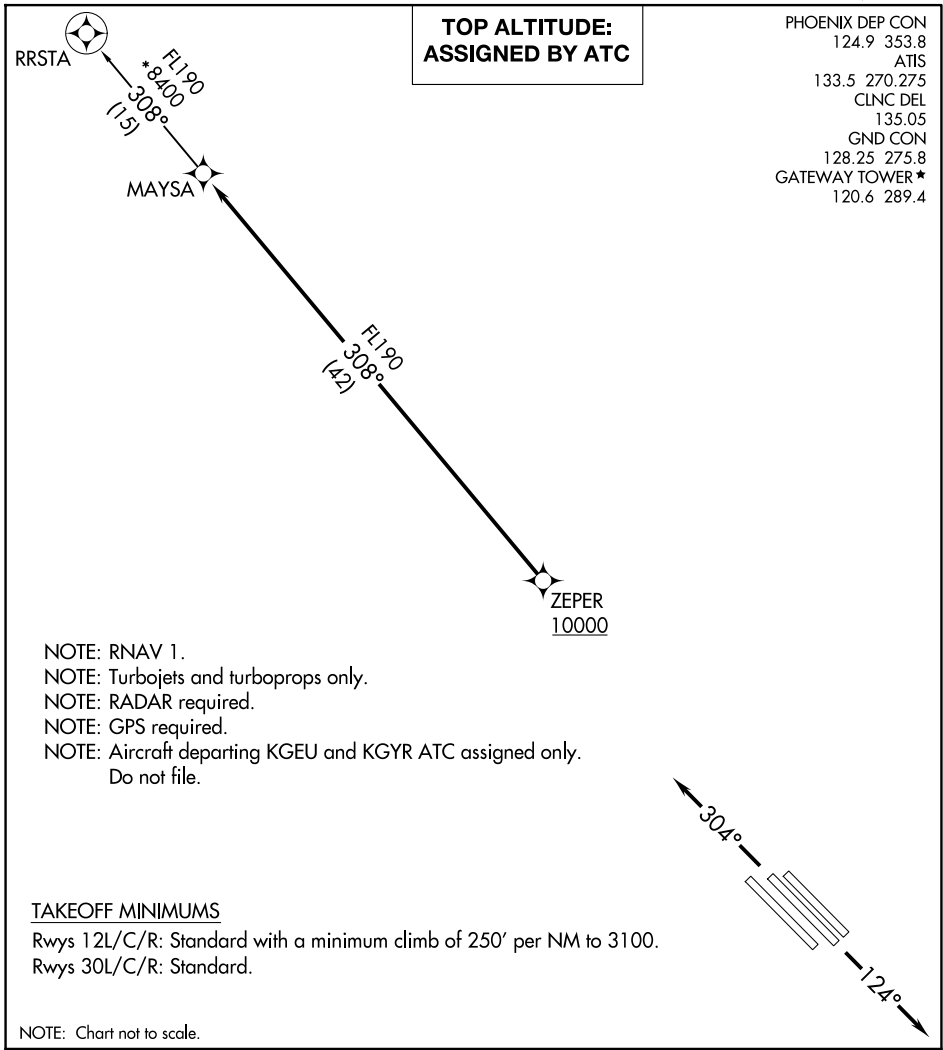 TOP ALTITUDE:
ASSIGNED BY ATC
PHOENIX DEP CON
124.9 353.8
ATIS
133.5 270.275
CLNC DEL
135.05
GND CON
128.25 275.8
GATEWAY TOWER★
120.6 289.4
RRSTA
FL190
*8400
308°
(15)
MAYSA
FL190
308°
(42)
ZEPER
10000
NOTE: RNAV 1.
NOTE: Turbojets and turboprops only.
NOTE: RADAR required.
NOTE: GPS required.
NOTE: Aircraft departing KGEU and KGYR ATC assigned only.
Do not file.
304°
124°
TAKEOFF MINIMUMS
Rwys 12L/C/R: Standard with a minimum climb of 250' per NM to 3100.
Rwys 30L/C/R: Standard.
NOTE: Chart not to scale.